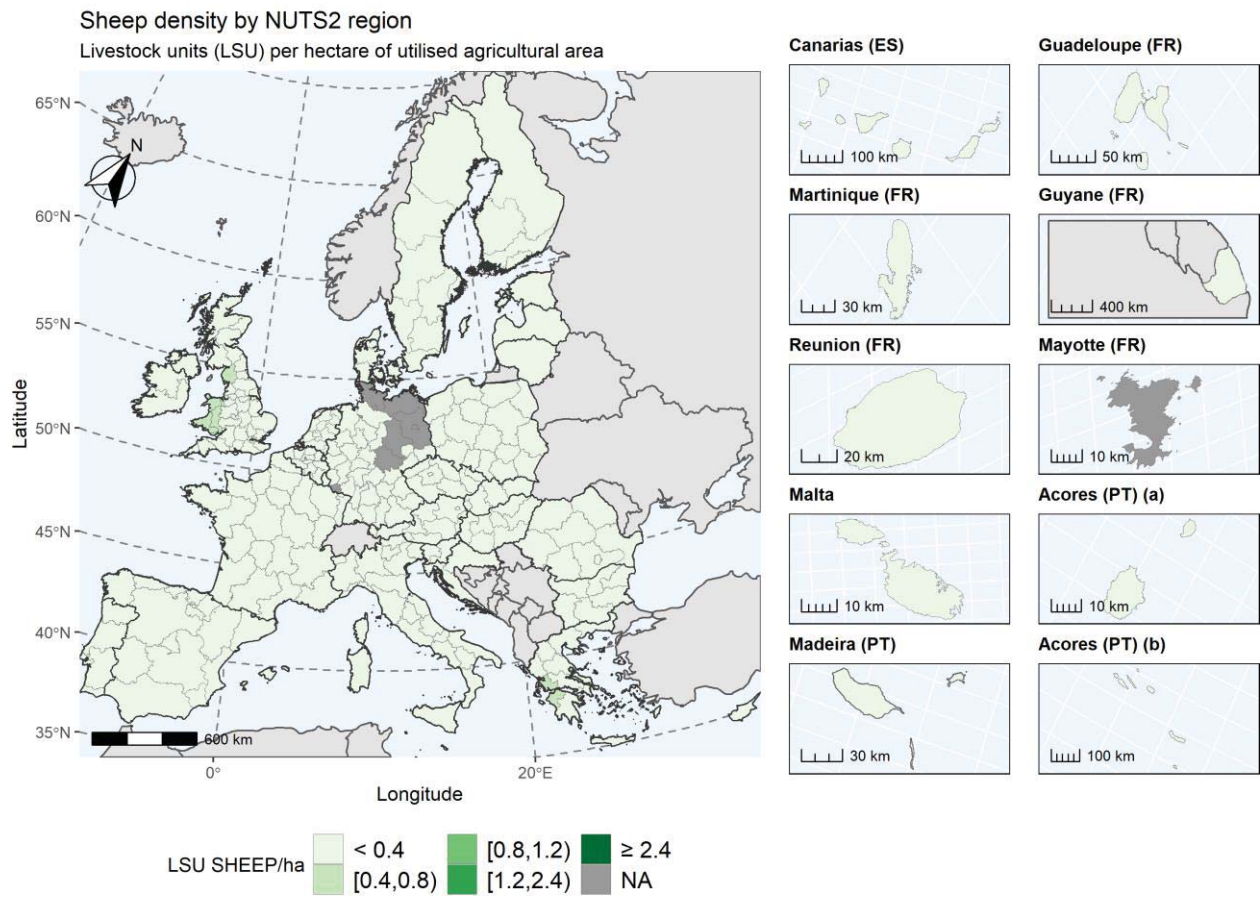 Sheep density by NUTS2 region
Livestock units (LSU) per hectare of utilised agricultural area
65°N
60°N
55°N
50°N
45°N
40°N
35°N
Latitude
N
600 km
0°
20°E
Longitude
Canarias (ES)
100 km
Guadeloupe (FR)
50 km
Martinique (FR)
30 km
Guyane (FR)
400 km
Reunion (FR)
20 km
Mayotte (FR)
10 km
Malta
10 km
Acores (PT) (a)
10 km
Madeira (PT)
30 km
Acores (PT) (b)
100 km
LSU SHEEP/ha
< 0.4
[0.4,0.8)
[0.8,1.2)
[1.2,2.4)
≥ 2.4
NA